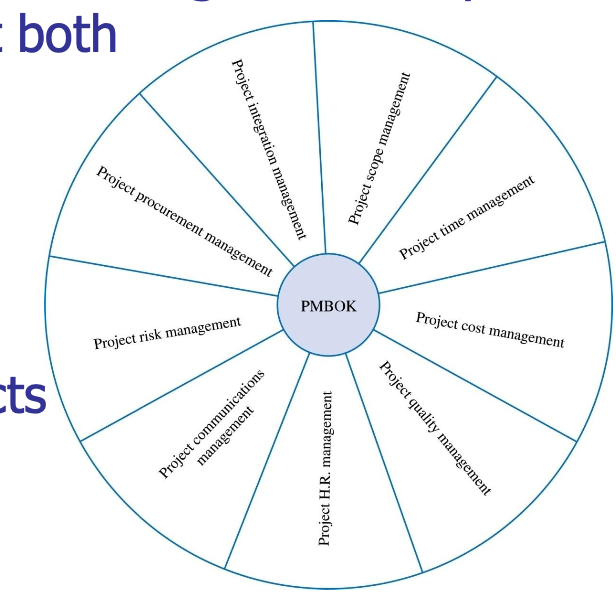 both
Project integration management
Project scope management
Project time management
Project cost management
Project quality management
Project H.R. management
Project communications
management
Project risk management
Project procurement management
PMBOK
cts